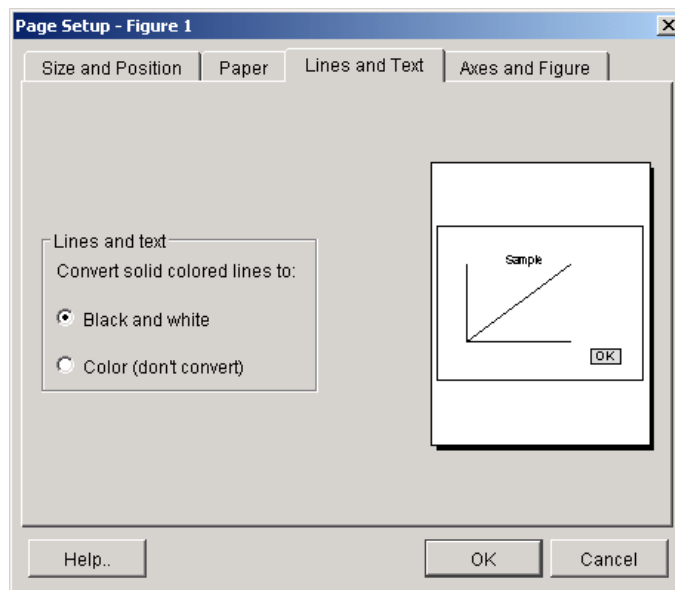 Page Setup - Figure 1
Size and Position
Paper
Lines and Text
Axes and Figure
Lines and text
Convert solid colored lines to:
Black and white
Color (don't convert)
Sample
OK
Help..
OK
Cancel